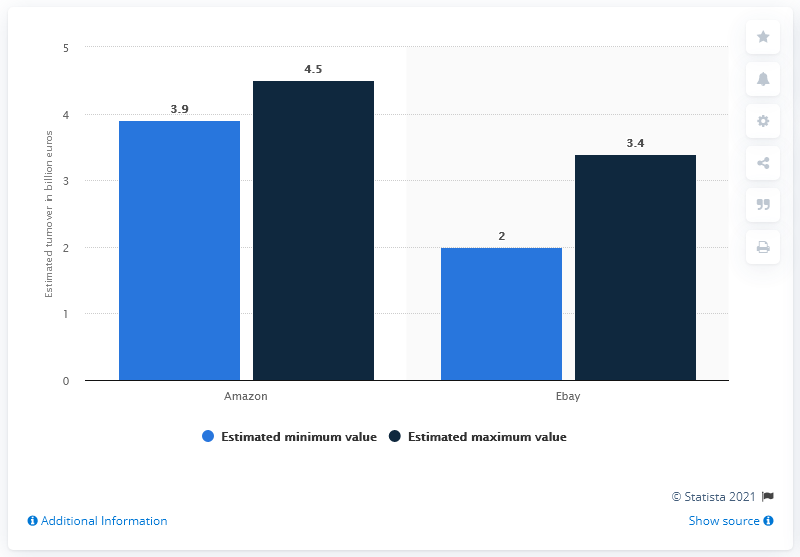 Estimated turnover in billion euros
5
4
3
2
1
0
3.9
4.5
2
3.4
Amazon
Ebay
Estimated minimum value
Estimated maximum value
© Statista 2021
Additional Information
Show source